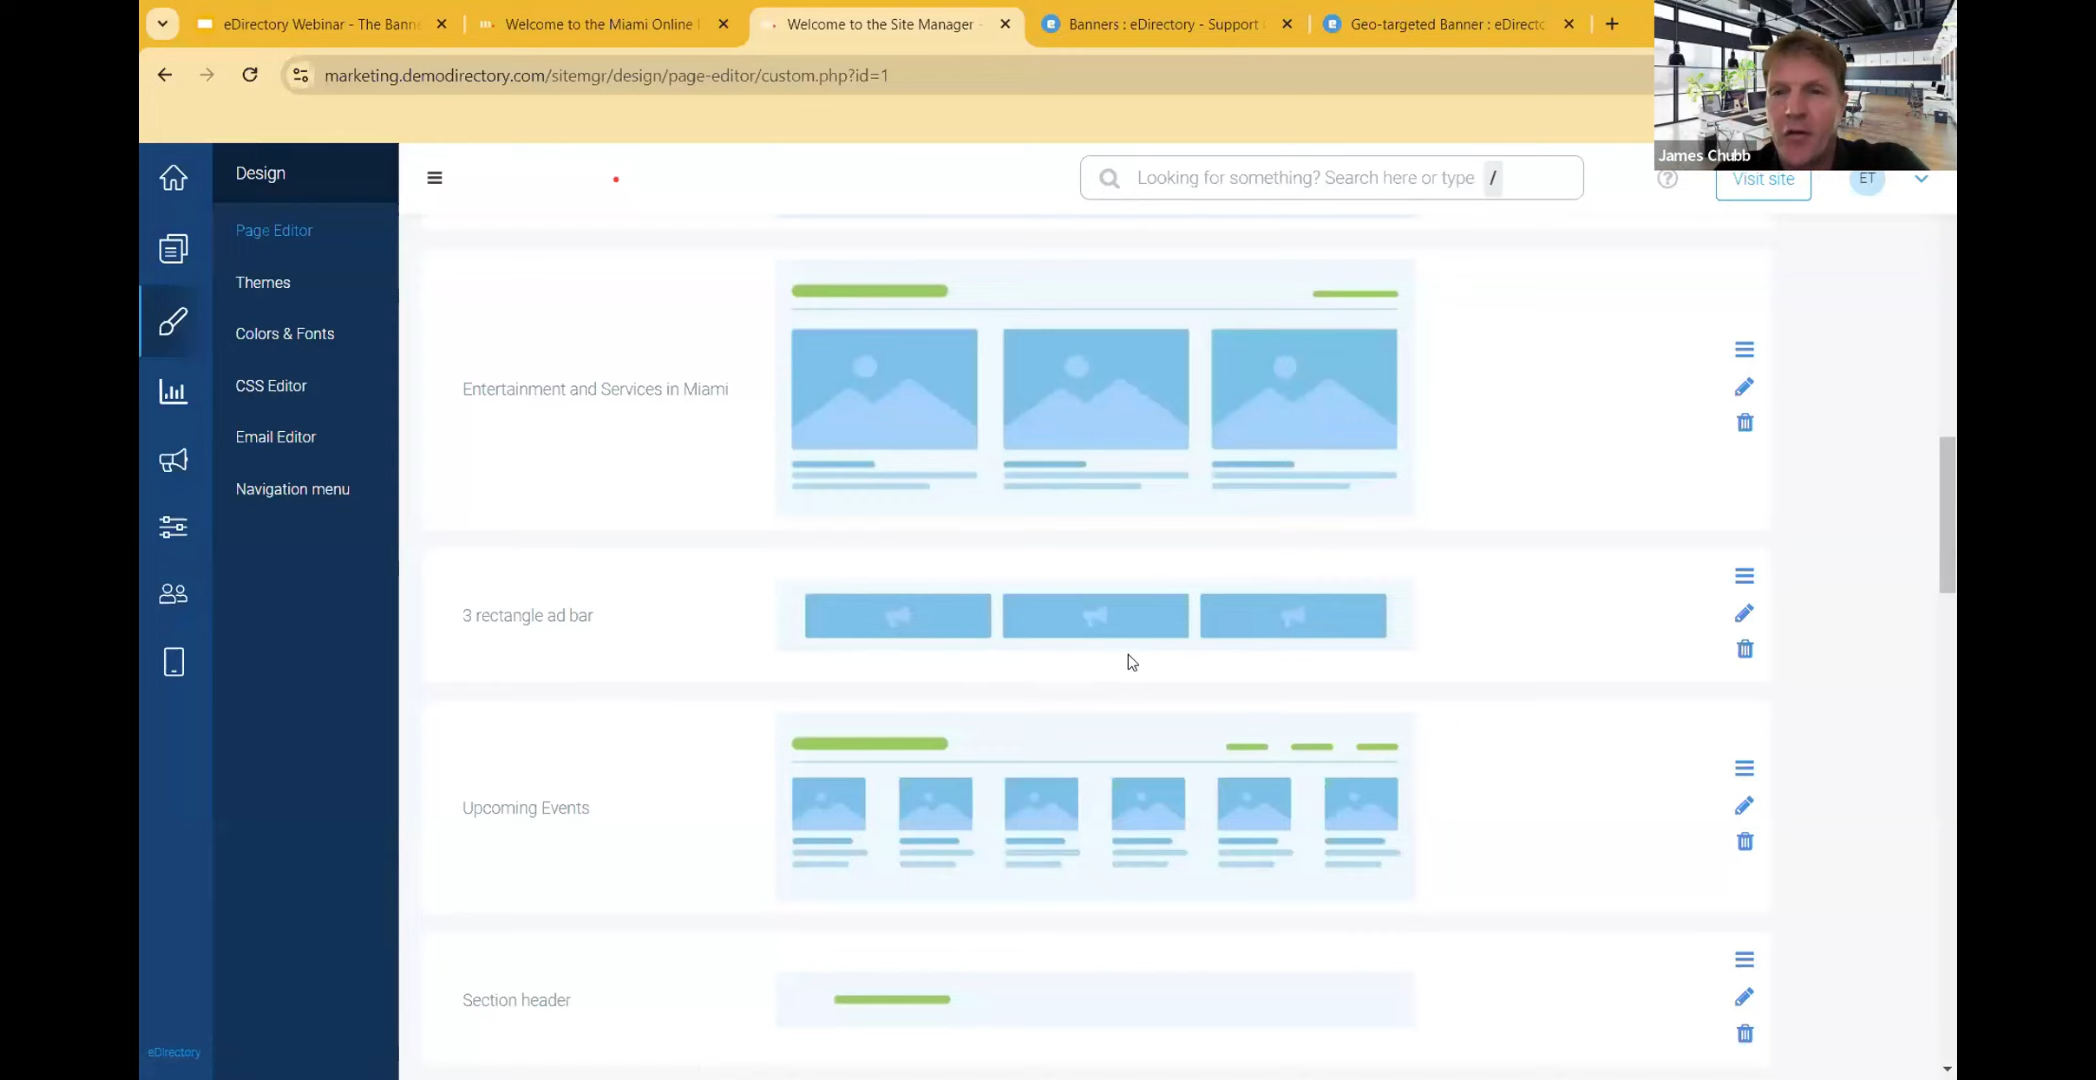 eDirectory Webinar - The Bann
Welcome to the Miami Online
Welcome to the Site Manager -
Banners : eDirectory - Support
Geo-targeted Banner : eDirecto
marketing.demodirectory.com/sitemgr/design/page-editor/custom.php?id=1
James Chubb
Design
Looking for something? Search here or type /
Visit site
ET
Page Editor
Themes
Colors & Fonts
CSS Editor
Email Editor
Navigation menu
Entertainment and Services in Miami
3 rectangle ad bar
Upcoming Events
Section header
eDirectory